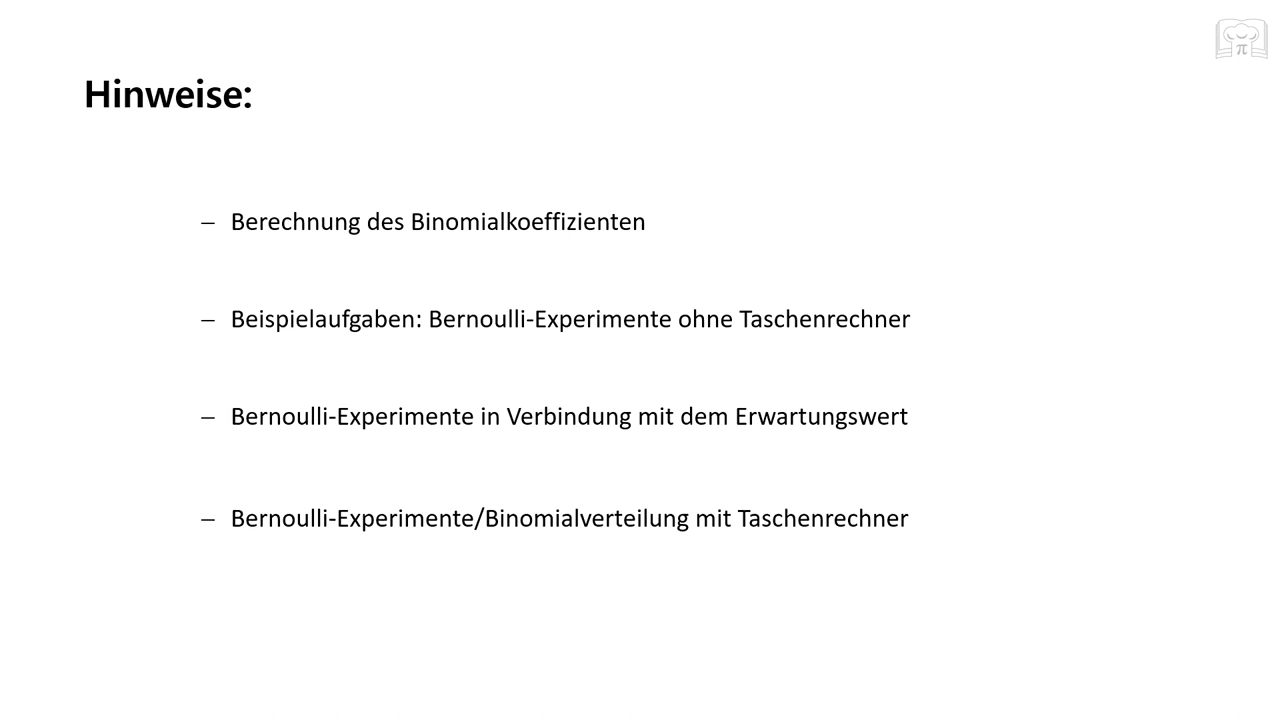 Hinweise:
– Berechnung des Binomialkoeffizienten
– Beispielaufgaben: Bernoulli-Experimente ohne Taschenrechner
– Bernoulli-Experimente in Verbindung mit dem Erwartungswert
– Bernoulli-Experimente/Binomialverteilung mit Taschenrechner
π